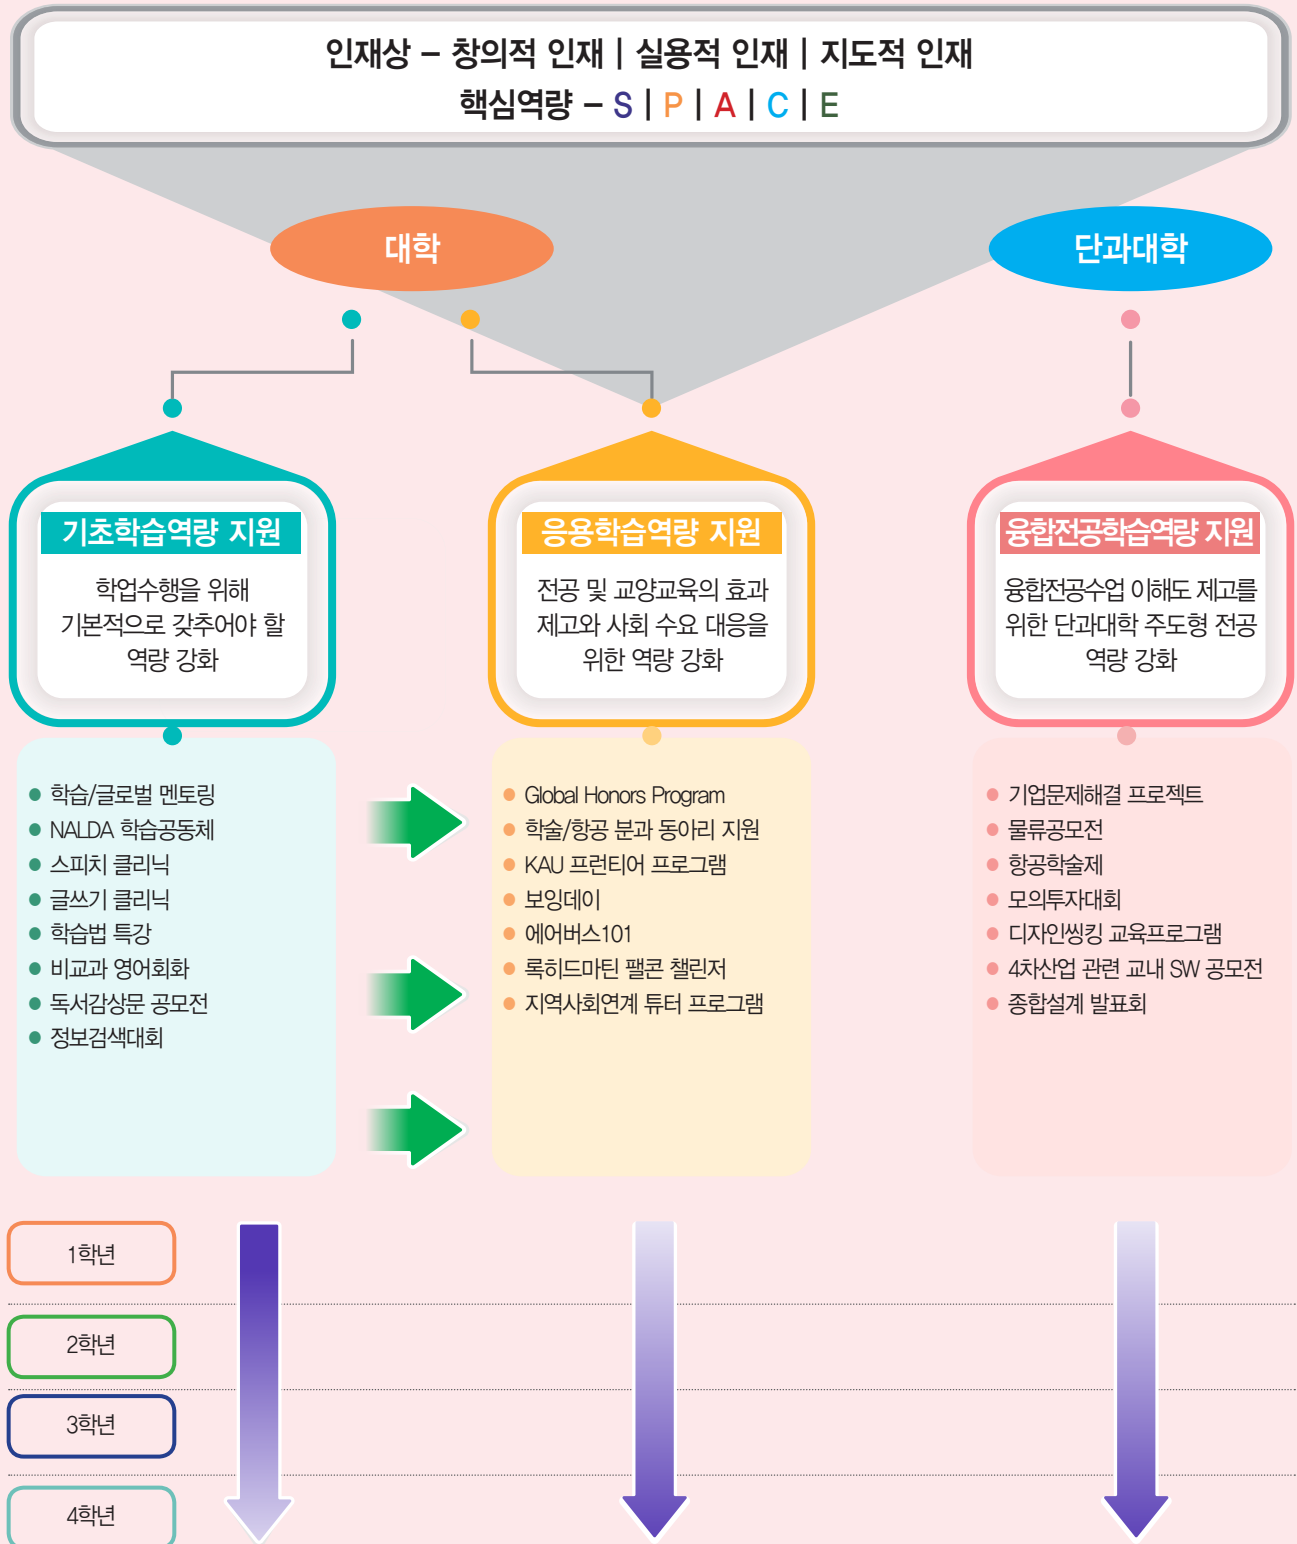 인재상 – 창의적 인재 | 실용적 인재 | 지도적 인재
핵심역량 – S | P | A | C | E
대학
단과대학
기초학습역량 지원
학업수행을 위해
기본적으로 갖추어야 할
역량 강화
응용학습역량 지원
전공 및 교양교육의 효과
제고와 사회 수요 대응을
위한 역량 강화
융합전공학습역량 지원
융합전공수업 이해도 제고를
위한 단과대학 주도형 전공
역량 강화
학습/글로벌 멘토링
NALDA 학습공동체
스피치 클리닉
글쓰기 클리닉
학습법 특강
비교과 영어회화
독서감상문 공모전
정보검색대회
Global Honors Program
학술/항공 분과 동아리 지원
KAU 프런티어 프로그램
보잉데이
에어버스101
록히드마틴 팰콘 챌린저
지역사회연계 튜터 프로그램
기업문제해결 프로젝트
물류공모전
항공학술제
모의투자대회
디자인씽킹 교육프로그램
4차산업 관련 교내 SW 공모전
종합설계 발표회
1학년
2학년
3학년
4학년